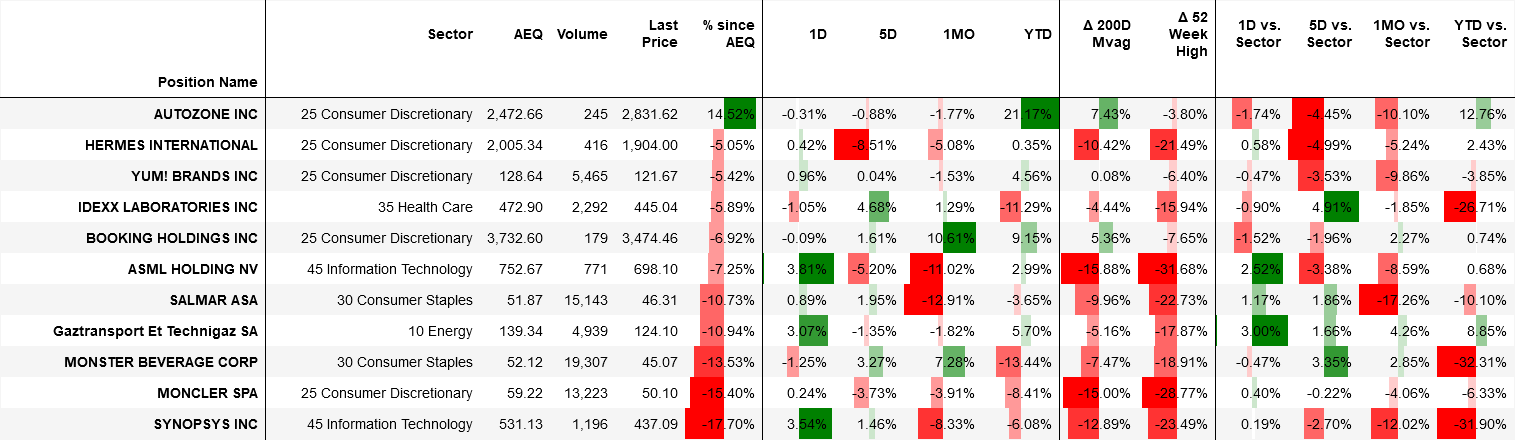 Position Name Sector AEQ Volume Last Price % since AEQ 1D 5D 1MO YTD Δ 200D Mvag Δ 52 Week High 1D vs. Sector 5D vs. Sector 1MO vs. Sector YTD vs. Sector
AUTOZONE INC 25 Consumer Discretionary 2,472.66 245 2,831.62 14.52% -0.31% -0.88% -1.77% 21.17% 7.43% -3.80% -1.74% -4.45% -10.10% 12.76%
HERMES INTERNATIONAL 25 Consumer Discretionary 2,005.34 416 1,904.00 -5.05% 0.42% -8.51% -5.08% 0.35% -10.42% -21.49% 0.58% -4.99% -5.24% 2.43%
YUM! BRANDS INC 25 Consumer Discretionary 128.64 5,465 121.67 -5.42% 0.96% 0.04% -1.53% 4.56% 0.08% -6.40% -0.47% -3.53% -9.86% -3.85%
IDEXX LABORATORIES INC 35 Health Care 472.90 2,292 445.04 -5.89% -1.05% 4.68% 1.29% -11.29% -4.44% -15.94% -0.90% 4.91% -1.85% -26.71%
BOOKING HOLDINGS INC 25 Consumer Discretionary 3,732.60 179 3,474.46 -6.92% -0.09% 1.61% 10.61% 9.15% 5.36% -7.65% -1.52% -1.96% 2.27% 0.74%
ASML HOLDING NV 45 Information Technology 752.67 771 698.10 -7.25% 3.81% -5.20% -11.02% 2.99% -15.88% -31.68% 2.52% -3.38% -8.59% 0.68%
SALMAR ASA 30 Consumer Staples 51.87 15,143 46.31 -10.73% 0.89% 1.95% -12.91% -3.65% -9.96% -22.73% 1.17% 1.86% -17.26% -10.10%
Gaztransport Et Technigaz SA 10 Energy 139.34 4,939 124.10 -10.94% 3.07% -1.35% -1.82% 5.70% -5.16% -17.87% 3.00% 1.66% 4.26% 8.85%
MONSTER BEVERAGE CORP 30 Consumer Staples 52.12 19,307 45.07 -13.53% -1.25% 3.27% 7.28% -13.44% -7.47% -18.91% -0.47% 3.35% 2.85% -32.31%
MONCLER SPA 25 Consumer Discretionary 59.22 13,223 50.10 -15.40% 0.24% -3.73% -3.91% -8.41% -15.00% -28.77% 0.40% -0.22% -4.06% -6.33%
SYNOPSYS INC 45 Information Technology 531.13 1,196 437.09 -17.70% 3.54% 1.46% -8.33% -6.08% -12.89% -23.49% 0.19% -2.70% -12.02% -31.90%